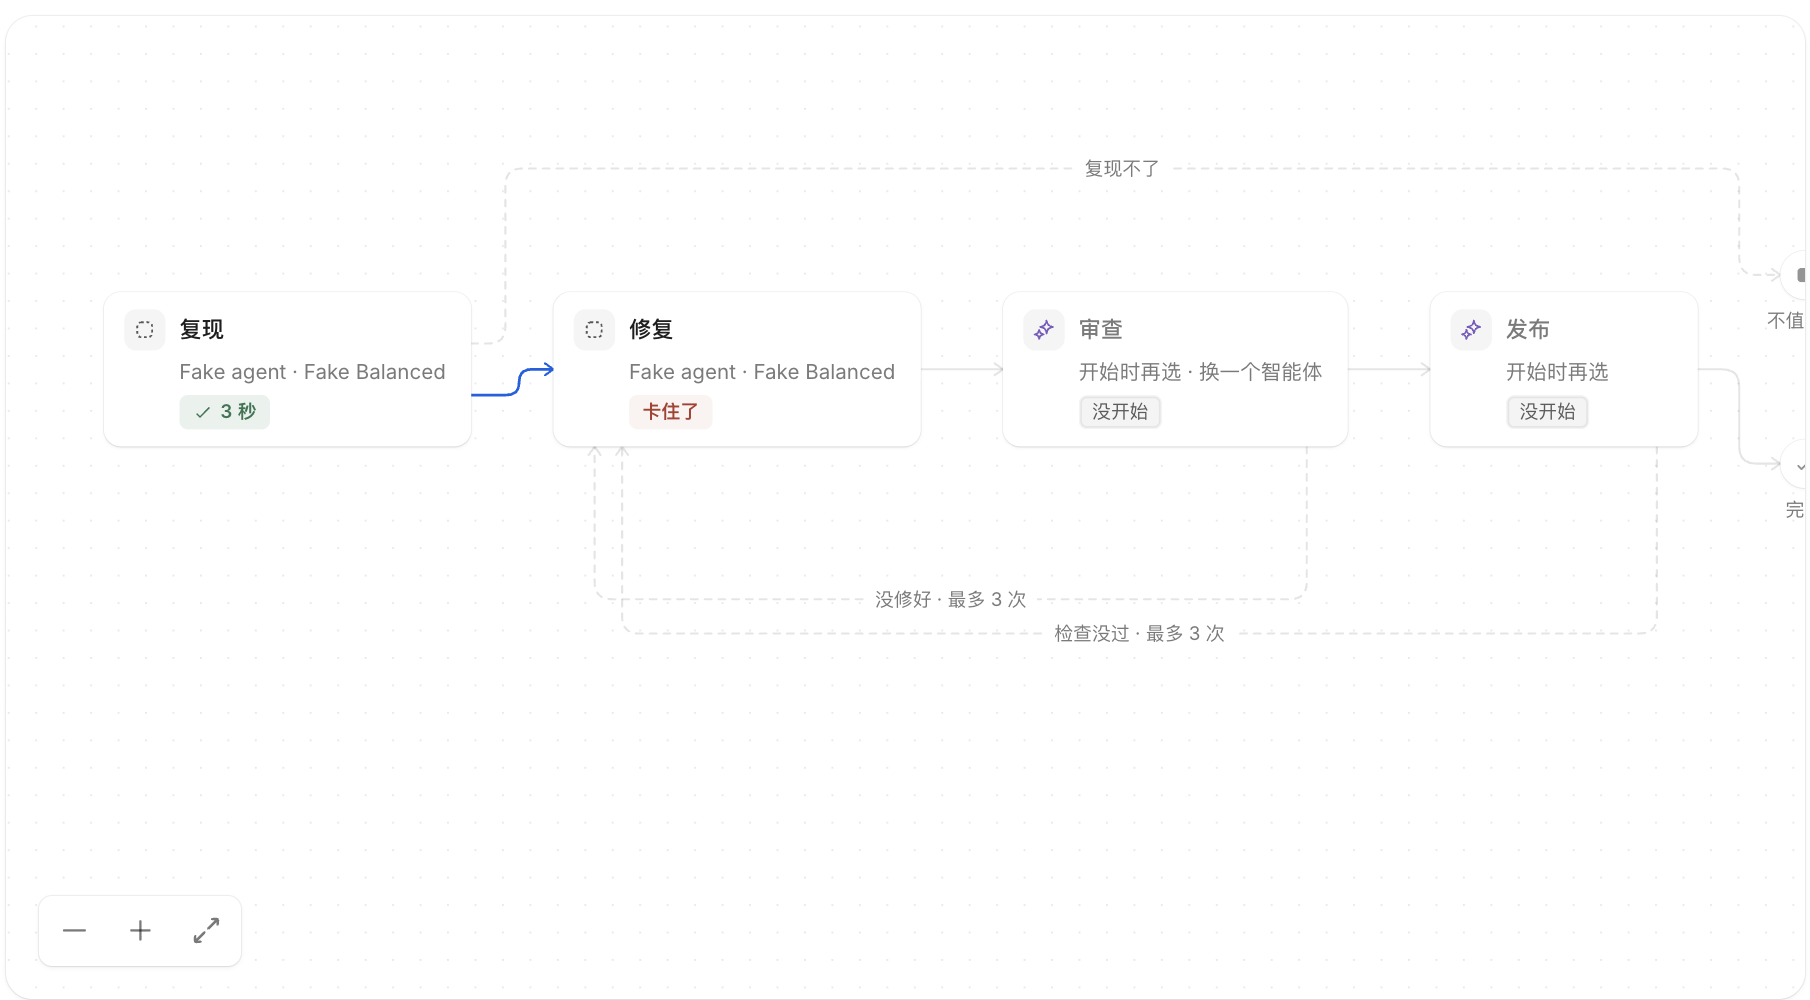 复现不了
复现
Fake agent · Fake Balanced
3 秒
修复
Fake agent · Fake Balanced
卡住了
审查
开始时再选 · 换一个智能体
没开始
发布
开始时再选
没开始
不值
完
没修好 · 最多 3 次
检查没过 · 最多 3 次